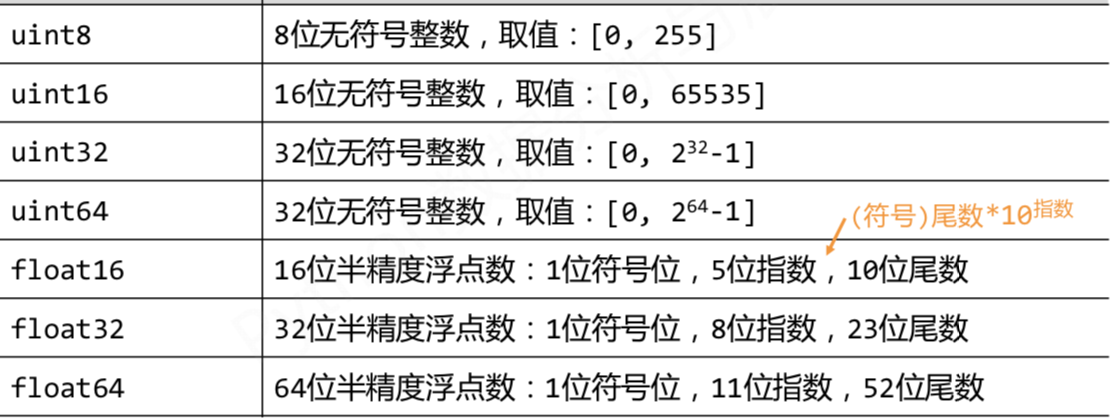 uint8 8位无符号整数，取值：[0, 255]
uint16 16位无符号整数，取值：[0, 65535]
uint32 32位无符号整数，取值：[0, 2³²-1]
uint64 32位无符号整数，取值：[0, 2⁶⁴-1]
(符号)尾数*10指数
float16 16位半精度浮点数：1位符号位，5位指数，10位尾数
float32 32位半精度浮点数：1位符号位，8位指数，23位尾数
float64 64位半精度浮点数：1位符号位，11位指数，52位尾数